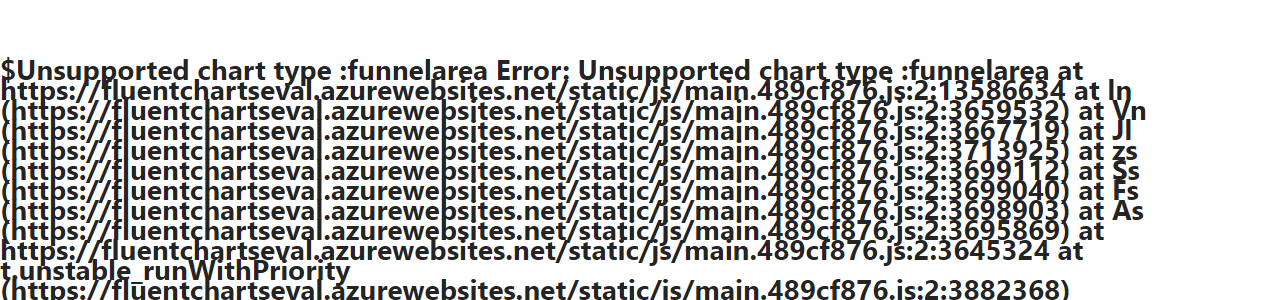 $Unsupported chart type :funnelarea Error: Unsupported chart type :funnelarea at
https://fluentchartseval.azurewebsites.net/static/js/main.489cf876.js:2:13586634 at ln
(https://fluentchartseval.azurewebsites.net/static/js/main.489cf876.js:2:3659532) at Vn
(https://fluentchartseval.azurewebsites.net/static/js/main.489cf876.js:2:3667719) at Jl
(https://fluentchartseval.azurewebsites.net/static/js/main.489cf876.js:2:3713925) at zs
(https://fluentchartseval.azurewebsites.net/static/js/main.489cf876.js:2:3699112) at Ss
(https://fluentchartseval.azurewebsites.net/static/js/main.489cf876.js:2:3699040) at Fs
(https://fluentchartseval.azurewebsites.net/static/js/main.489cf876.js:2:3698903) at As
(https://fluentchartseval.azurewebsites.net/static/js/main.489cf876.js:2:3695869) at
https://fluentchartseval.azurewebsites.net/static/js/main.489cf876.js:2:3645324 at
t.unstable_runWithPriority
(https://fluentchartseval.azurewebsites.net/static/js/main.489cf876.js:2:3882368)